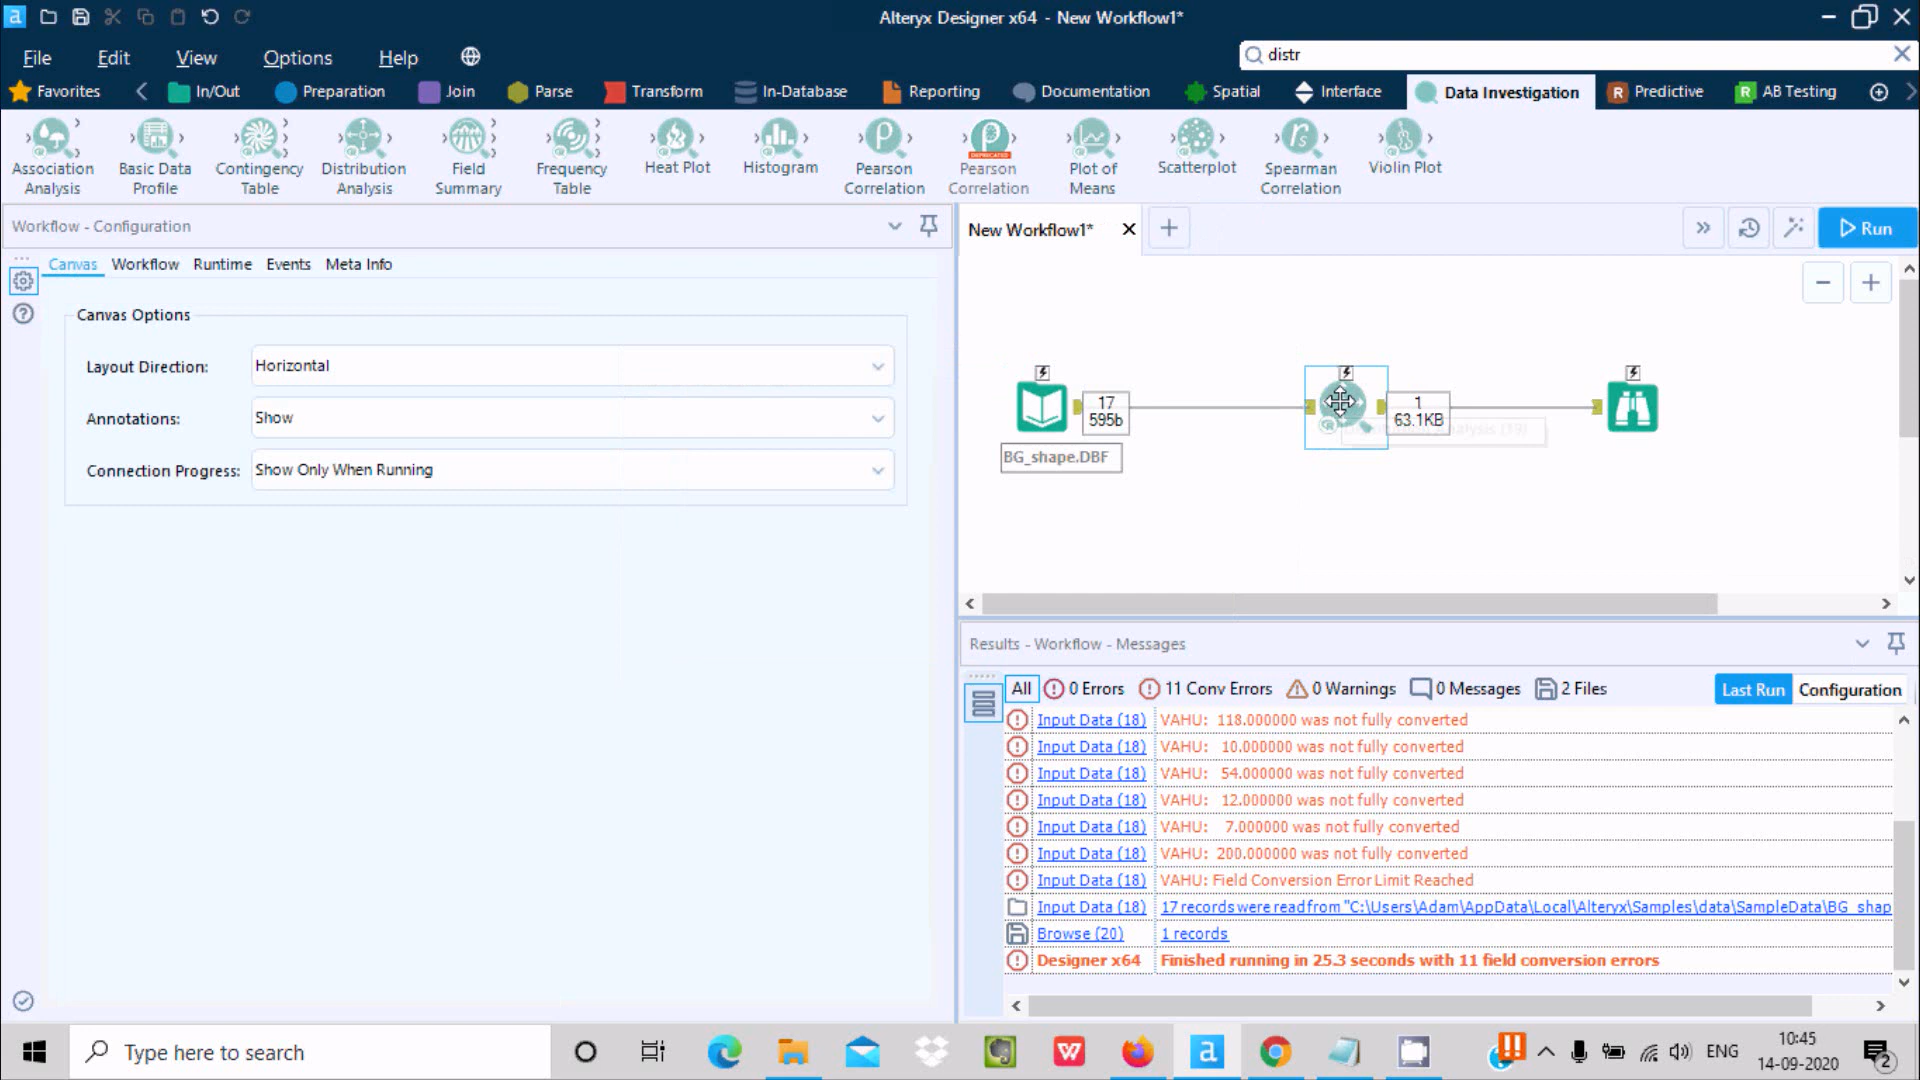 Alteryx Designer x64 - New Workflow1*
File Edit View Options Help
distr
Favorites In/Out Preparation Join Parse Transform In-Database Reporting Documentation Spatial Interface Data Investigation Predictive AB Testing
Association Analysis
Basic Data Profile
Contingency Table
Distribution Analysis
Field Summary
Frequency Table
Heat Plot
Histogram
Pearson Correlation
DEPRICATED
Pearson Correlation
Plot of Means
Scatterplot
Spearman Correlation
Violin Plot
Workflow - Configuration
Canvas Workflow Runtime Events Meta Info
Canvas Options
Layout Direction: Horizontal
Annotations: Show
Connection Progress: Show Only When Running
New Workflow1*
Run
17
595b
1
63.1KB
BG_shape.DBF
Results - Workflow - Messages
All 0 Errors 11 Conv Errors 0 Warnings 0 Messages 2 Files Last Run Configuration
Input Data (18) VAHU: 118.000000 was not fully converted
Input Data (18) VAHU: 10.000000 was not fully converted
Input Data (18) VAHU: 54.000000 was not fully converted
Input Data (18) VAHU: 12.000000 was not fully converted
Input Data (18) VAHU: 7.000000 was not fully converted
Input Data (18) VAHU: 200.000000 was not fully converted
Input Data (18) VAHU: Field Conversion Error Limit Reached
Input Data (18) 17 records were read from "C:\Users\Adam\AppData\Local\Alteryx\Samples\data\SampleData\BG_shap
Browse (20) 1 records
Designer x64 Finished running in 25.3 seconds with 11 field conversion errors
Type here to search
ENG
10:45
14-09-2020
2